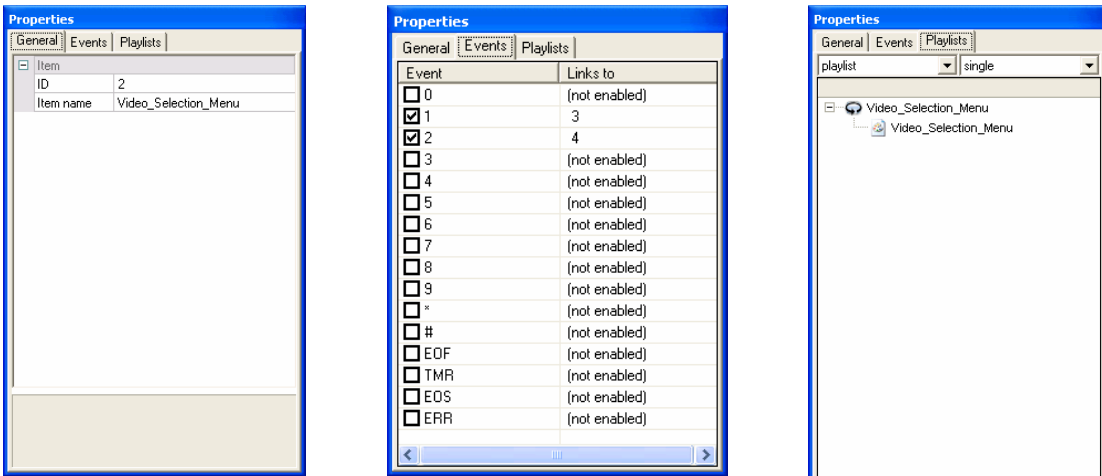 Properties
General Events Playlists
Item
ID 2
Item name Video_Selection_Menu
Properties
General Events Playlists
Event Links to
0 (not enabled)
1 3
2 4
3 (not enabled)
4 (not enabled)
5 (not enabled)
6 (not enabled)
7 (not enabled)
8 (not enabled)
9 (not enabled)
* (not enabled)
# (not enabled)
EOF (not enabled)
TMR (not enabled)
EOS (not enabled)
ERR (not enabled)
Properties
General Events Playlists
playlist single
Video_Selection_Menu
Video_Selection_Menu